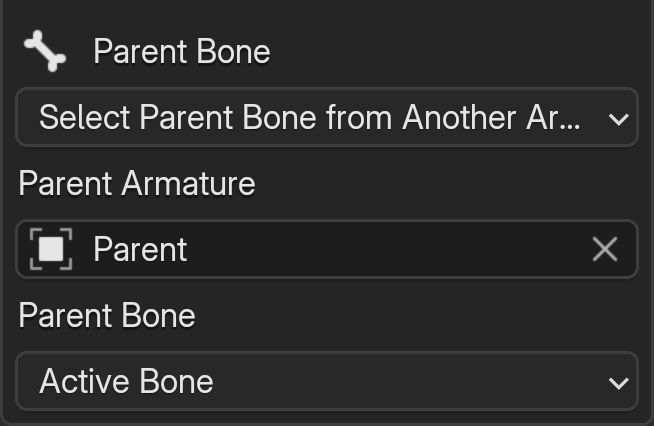 Parent Bone
Select Parent Bone from Another Ar...
Parent Armature
Parent
Parent Bone
Active Bone